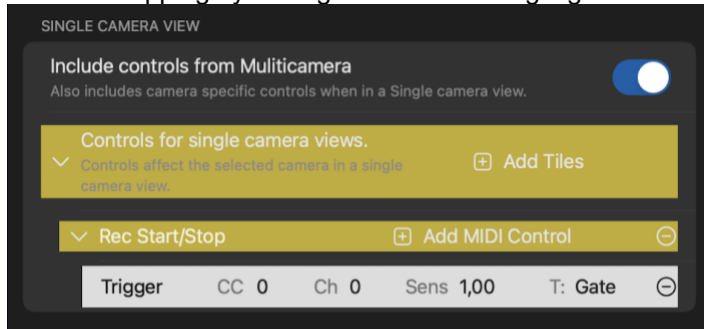 SINGLE CAMERA VIEW
Include controls from Muliticamera
Also includes camera specific controls when in a Single camera view.
Controls for single camera views.
Controls affect the selected camera in a single
camera view.
Add Tiles
Rec Start/Stop Add MIDI Control
Trigger CC 0 Ch 0 Sens 1,00 T: Gate